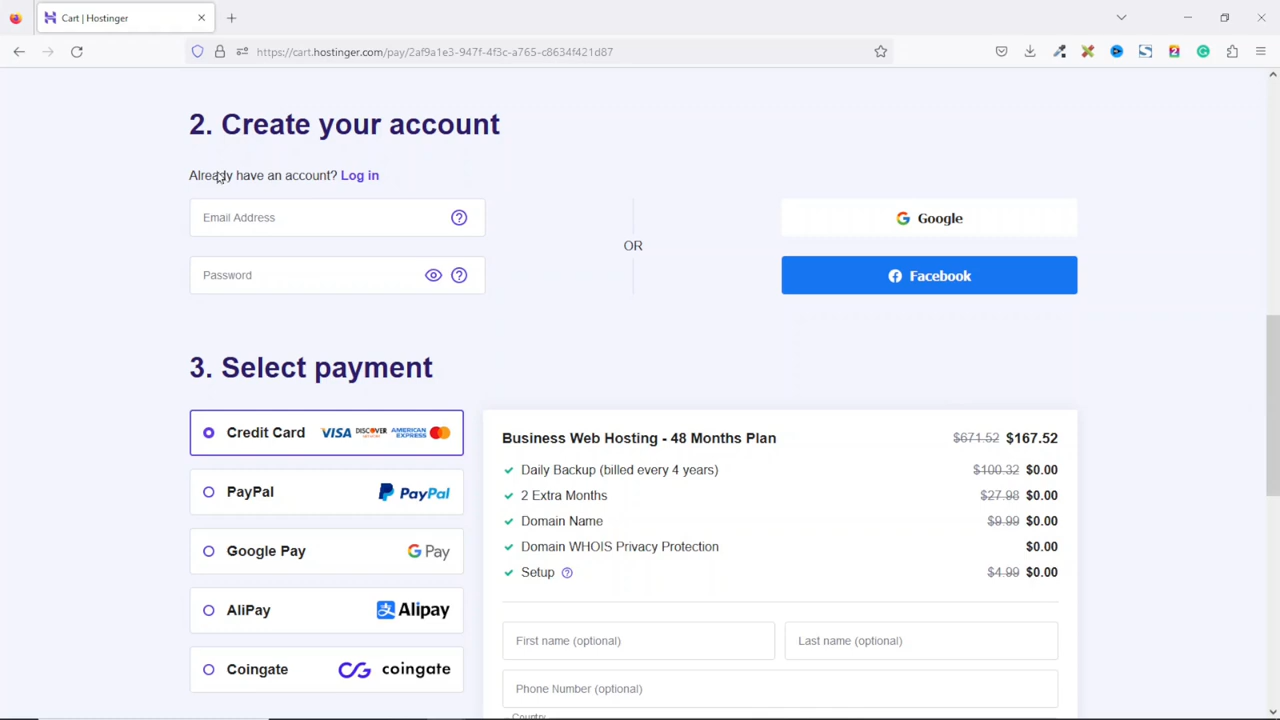 Cart | Hostinger
https://cart.hostinger.com/pay/2af9a1e3-947f-4f3c-a765-c8634f421d87
2. Create your account
Already have an account? Log in
Email Address
Password
OR
Google
Facebook
3. Select payment
Credit Card VISA DISCOVER AMERICAN EXPRESS
PayPal PayPal
Google Pay G Pay
AliPay Alipay
Coingate coingate
Business Web Hosting - 48 Months Plan $671.52 $167.52
Daily Backup (billed every 4 years) $100.32 $0.00
2 Extra Months $27.98 $0.00
Domain Name $9.99 $0.00
Domain WHOIS Privacy Protection $0.00
Setup $4.99 $0.00
First name (optional) Last name (optional)
Phone Number (optional)
Country